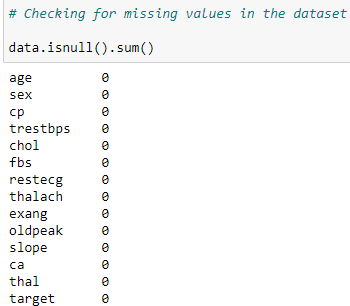 # Checking for missing values in the dataset
data.isnull().sum()
age 0
sex 0
cp 0
trestbps 0
chol 0
fbs 0
restecg 0
thalach 0
exang 0
oldpeak 0
slope 0
ca 0
thal 0
target 0